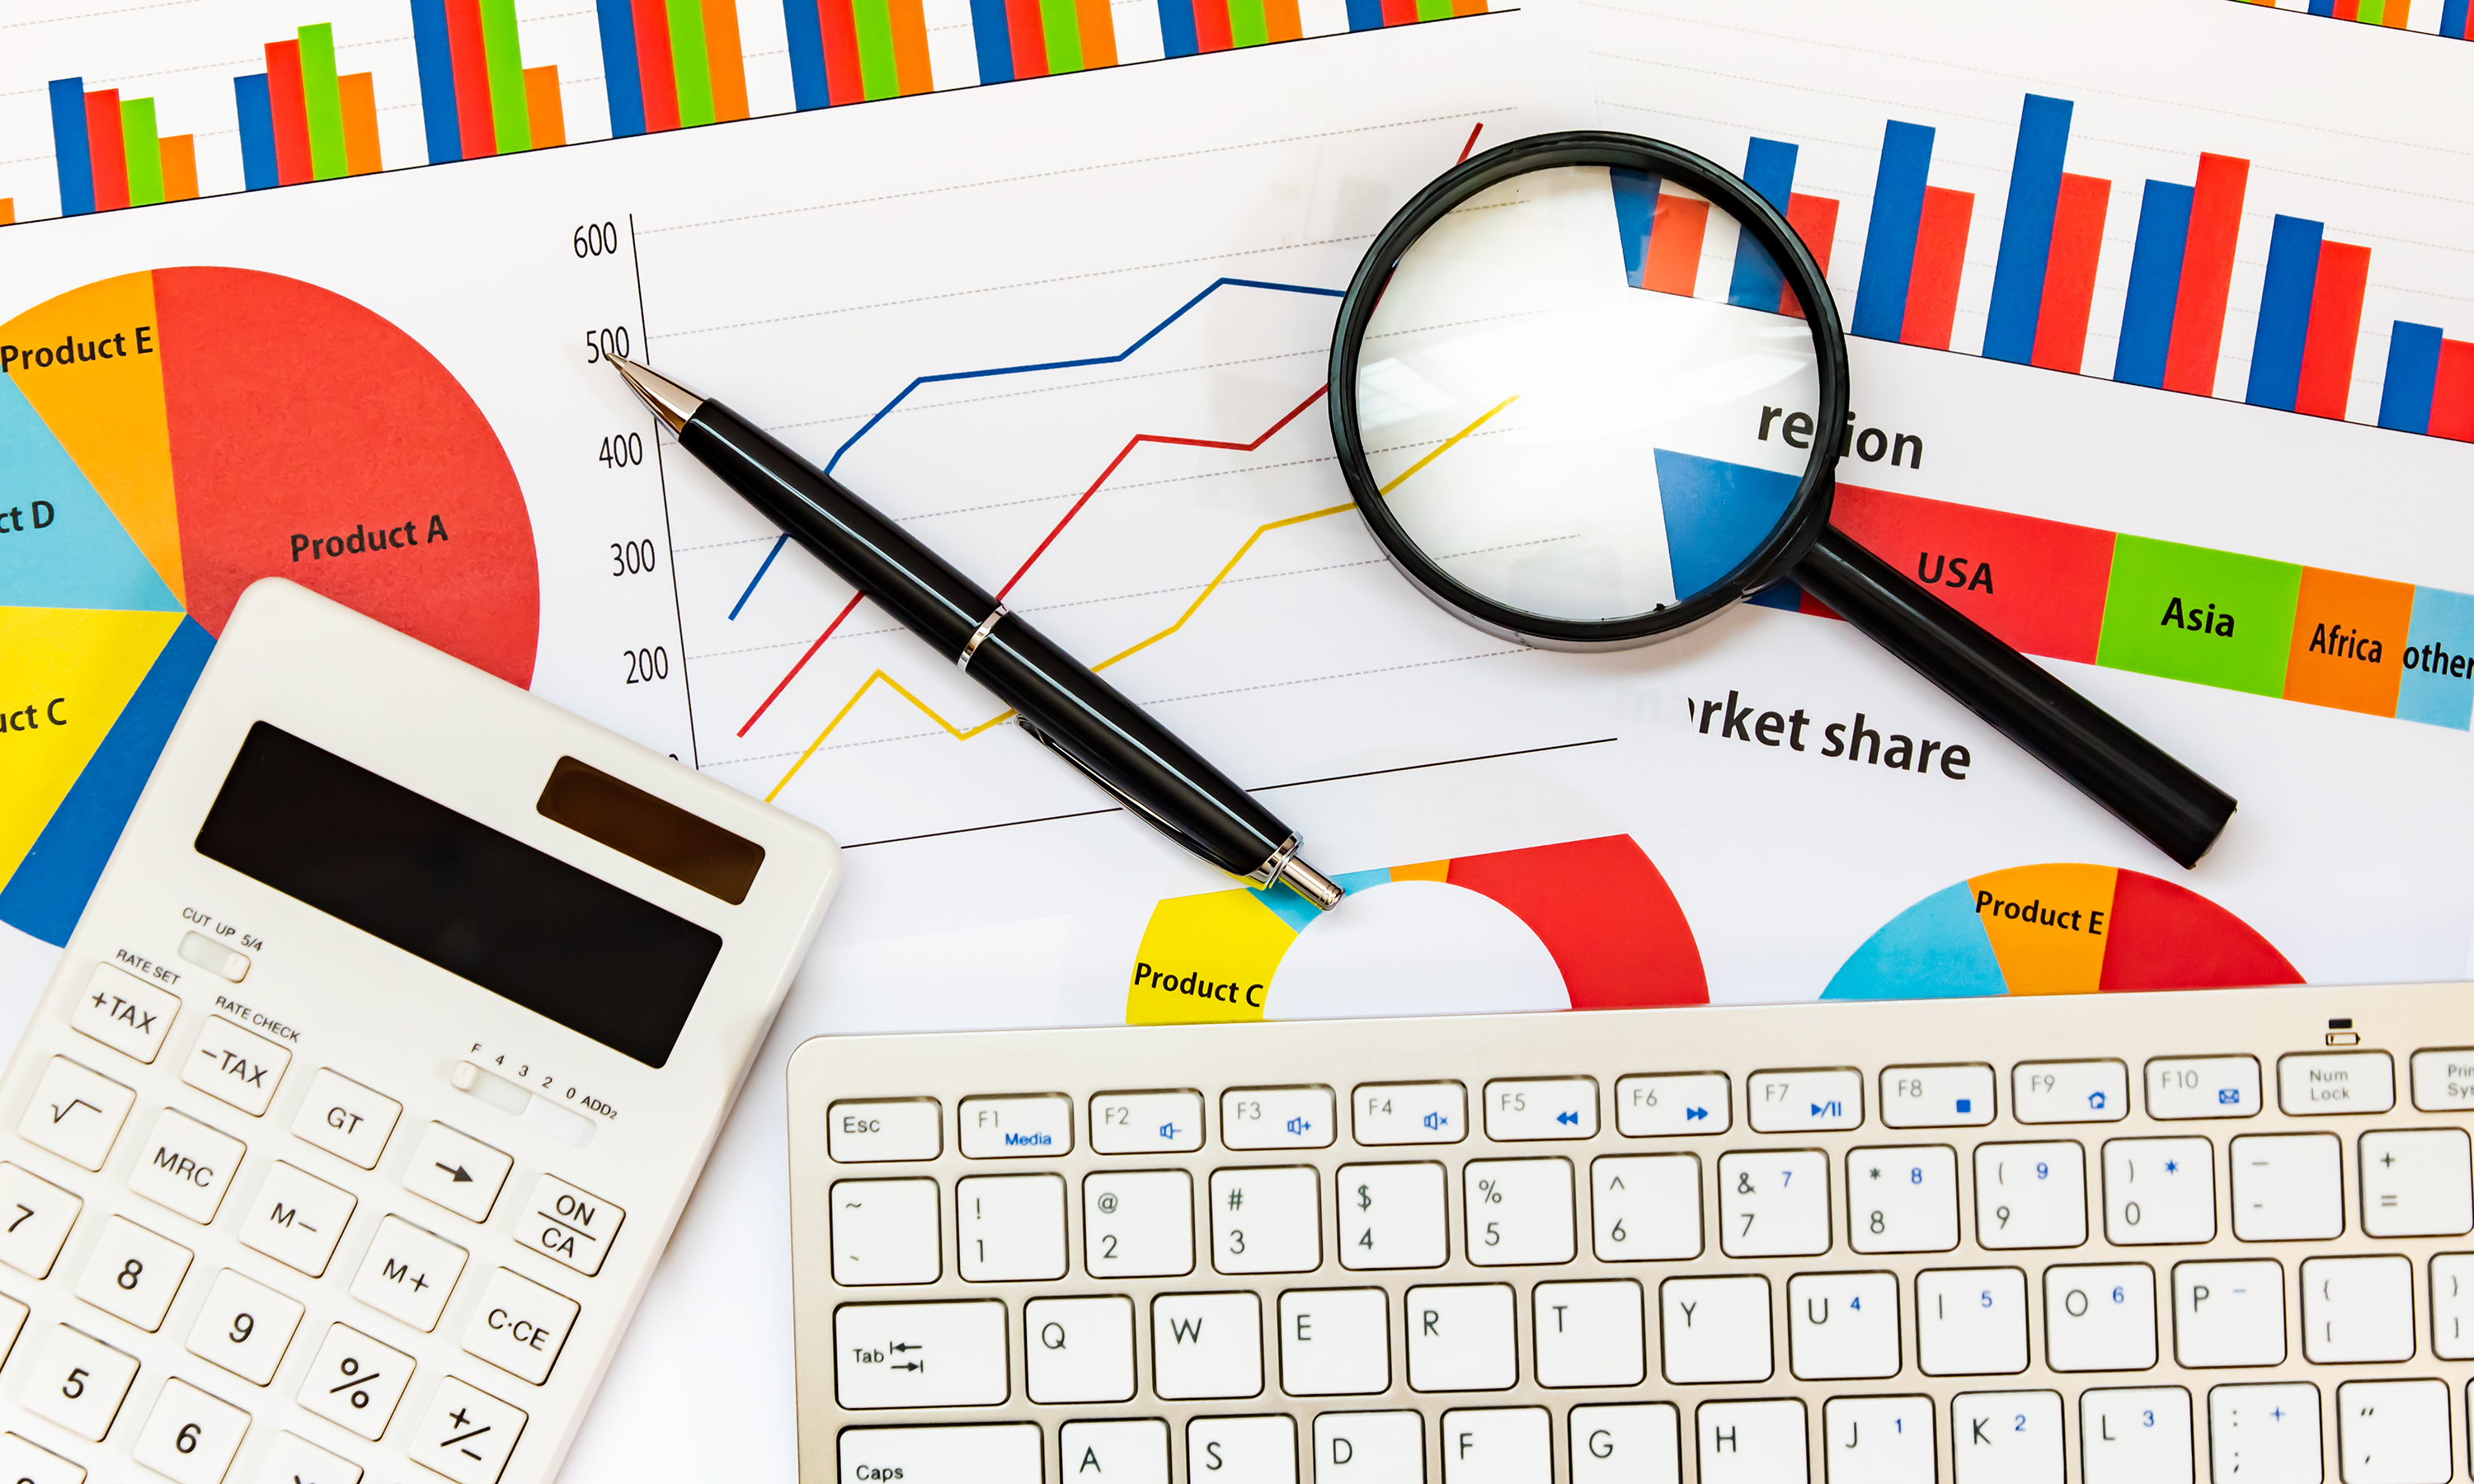 600
500
400
300
200
Product E
Product A
ct D
uct C
re ion
USA
Asia
Africa
other
rket share
Product C
Product E
CUT UP 5/4
RATE SET
+TAX
RATE CHECK
−TAX
F 4 3 2 0 ADD₂
√
GT
→
MRC
M−
M+
ON
CA
C·CE
7
8
9
%
5
6
+/−
Esc
F1
Media
F2
F3
F4
F5
F6
F7
F8
F9
F10
Num
Lock
Prin
Sys
~
`
!
1
@
2
#
3
$
4
%
5
^
6
& 7
7
* 8
8
( 9
9
) *
0
—
-
+
=
Tab
Q
W
E
R
T
Y
U 4
I 5
O 6
P −
{
[
}
]
Caps
A
S
D
F
G
H
J 1
K 2
L 3
: +
;
"
'